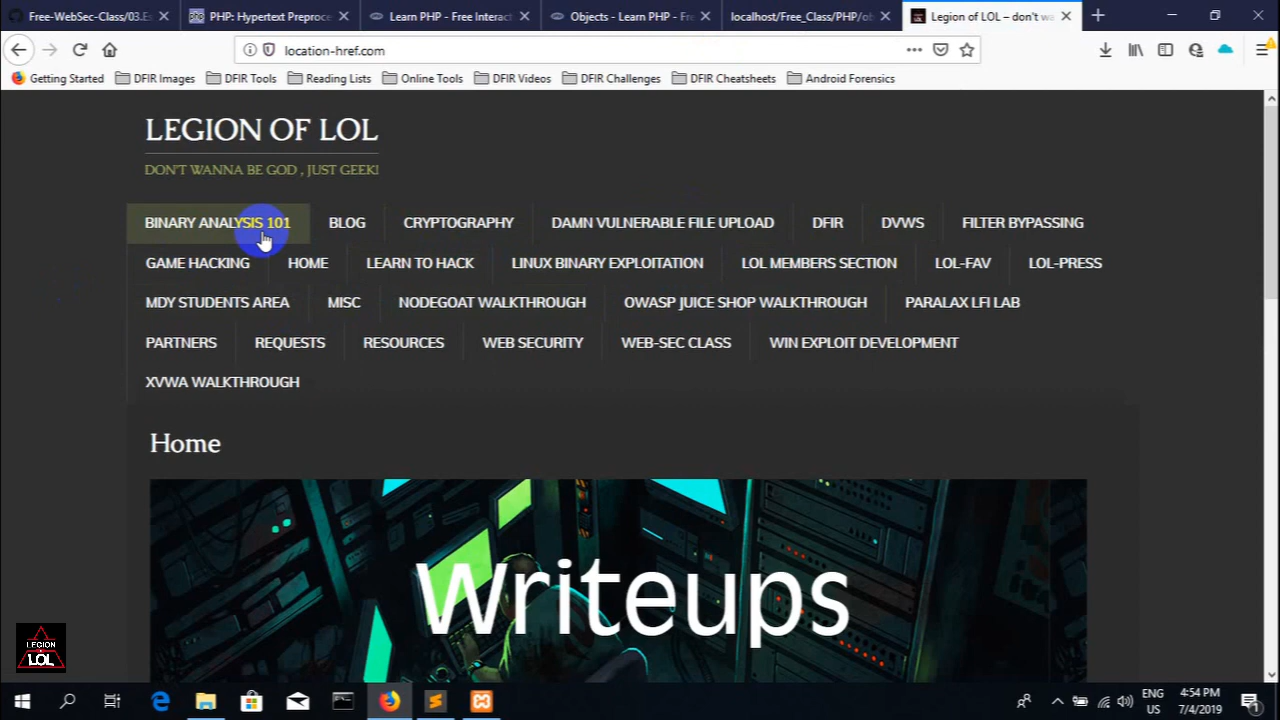 Free-WebSec-Class/03.Es
PHP: Hypertext Preproce
Learn PHP - Free Interact
Objects - Learn PHP - Fre
localhost/Free_Class/PHP/ob
Legion of LOL – don't wa
location-href.com
Getting Started
DFIR Images
DFIR Tools
Reading Lists
Online Tools
DFIR Videos
DFIR Challenges
DFIR Cheatsheets
Android Forensics
LEGION OF LOL
DON'T WANNA BE GOD , JUST GEEK!
BINARY ANALYSIS 101
BLOG
CRYPTOGRAPHY
DAMN VULNERABLE FILE UPLOAD
DFIR
DVWS
FILTER BYPASSING
GAME HACKING
HOME
LEARN TO HACK
LINUX BINARY EXPLOITATION
LOL MEMBERS SECTION
LOL-FAV
LOL-PRESS
MDY STUDENTS AREA
MISC
NODEGOAT WALKTHROUGH
OWASP JUICE SHOP WALKTHROUGH
PARALAX LFI LAB
PARTNERS
REQUESTS
RESOURCES
WEB SECURITY
WEB-SEC CLASS
WIN EXPLOIT DEVELOPMENT
XVWA WALKTHROUGH
Home
Writeups
LEGION
LOL
ENG
US
4:54 PM
7/4/2019
1